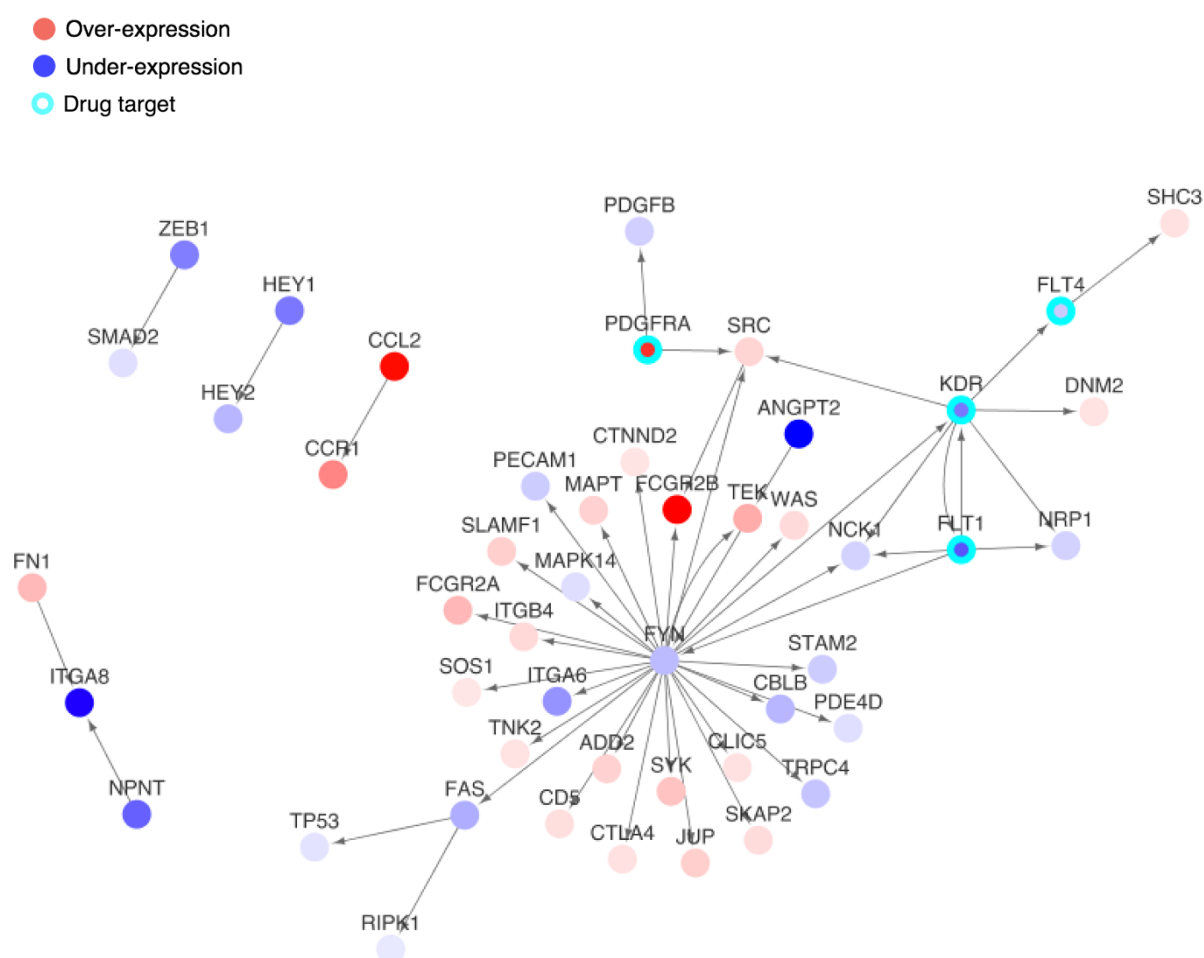 Over-expression
Under-expression
Drug target
SHC3
PDGFB
ZEB1
HEY1
FLT4
PDGFRA
SRC
SMAD2
CCL2
KDR
DNM2
HEY2
ANGPT2
CTNND2
CCR1
PECAM1
MAPT
FCGR2B
TEK
WAS
SLAMF1
NCK1
FLT1
NRP1
FN1
MAPK14
FCGR2A
ITGB4
FYN
STAM2
SOS1
ITGA6
CBLB
PDE4D
ITGA8
TNK2
ADD2
CLIC5
SYK
TRPC4
NPNT
FAS
CD5
SKAP2
TP53
CTLA4
JUP
RIPK1